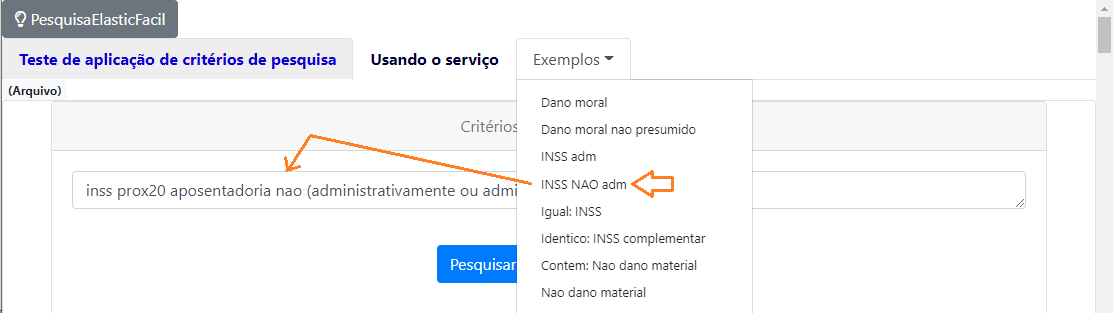 PesquisaElasticFacil
Teste de aplicação de critérios de pesquisa
Usando o serviço
Exemplos
(Arquivo)
Critérios
inss prox20 aposentadoria nao (administrativamente ou admi
Pesquisar
Dano moral
Dano moral nao presumido
INSS adm
INSS NAO adm
Igual: INSS
Identico: INSS complementar
Contem: Nao dano material
Nao dano material